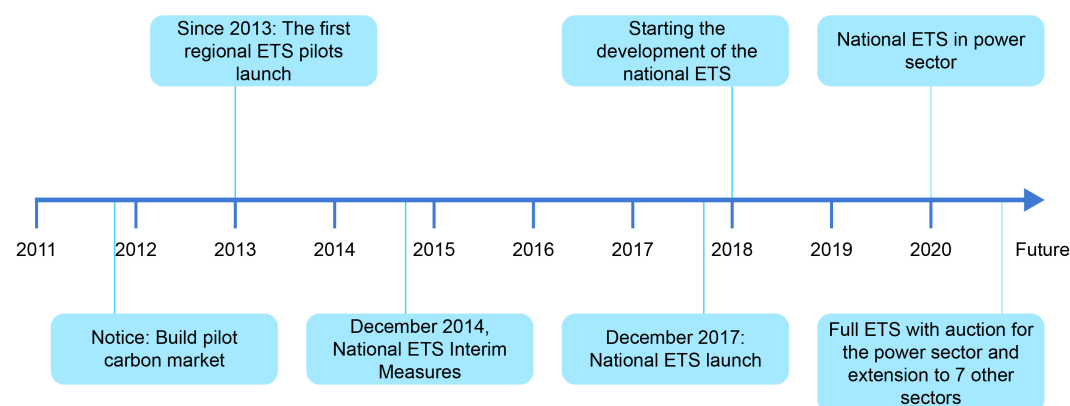 Since 2013: The first
regional ETS pilots
launch
Starting the
development of the
national ETS
National ETS in power
sector
2011
2012
2013
2014
2015
2016
2017
2018
2019
2020
Future
Notice: Build pilot
carbon market
December 2014,
National ETS Interim
Measures
December 2017:
National ETS launch
Full ETS with auction for
the power sector and
extension to 7 other
sectors